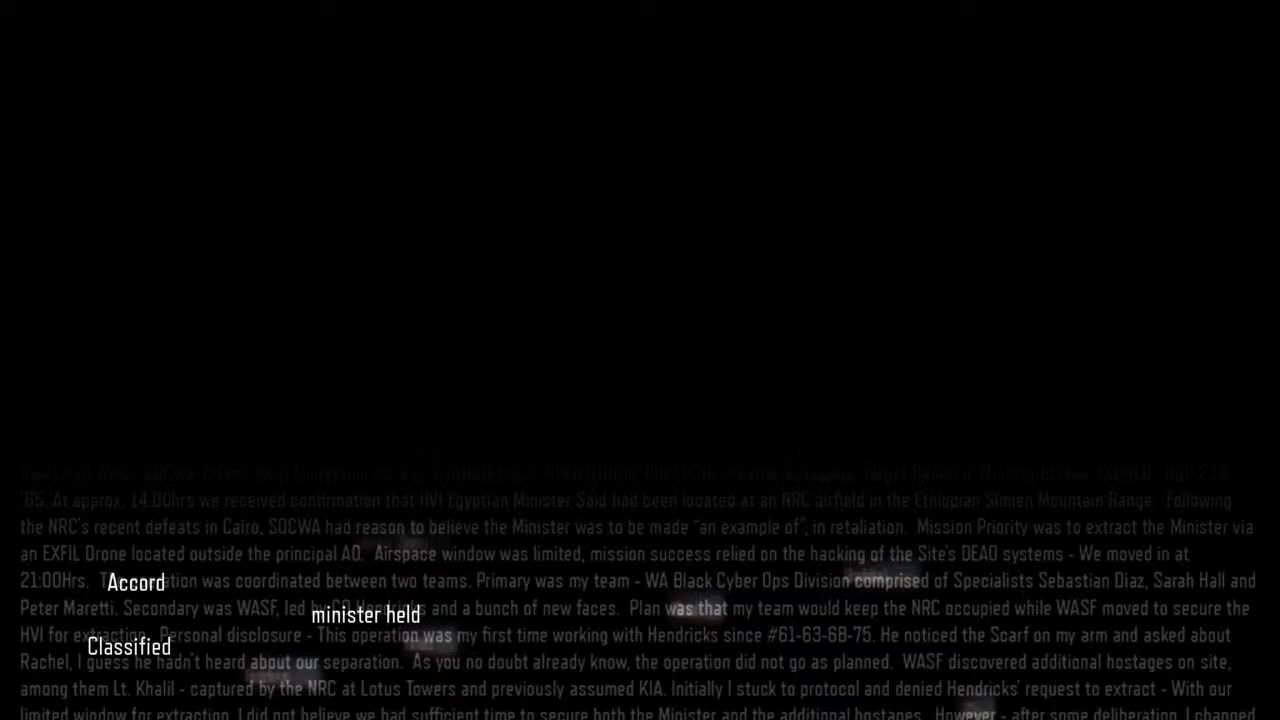 '65. At approx. 14:00hrs we received confirmation that HVI Egyptian Minister Said had been located at an NRC airfield in the Ethiopian Simien Mountain Range. Following
the NRC's recent defeats in Cairo, SOCWA had reason to believe the Minister was to be made "an example of", in retaliation. Mission Priority was to extract the Minister via
an EXFIL Drone located outside the principal AO. Airspace window was limited, mission success relied on the hacking of the Site's DEAD systems - We moved in at
21:00Hrs. was coordinated between two teams. Primary was my team - WA Black Cyber Ops Division comprised of Specialists Sebastian Diaz, Sarah Hall and
Accord
Peter Maretti. Secondary was WASF, led by and a bunch of new faces. Plan was that my team would keep the NRC occupied while WASF moved to secure the
minister held
HVI for Personal disclosure - This operation was my first time working with Hendricks since #61-63-6B-75. He noticed the Scarf on my arm and asked about
Classified
Rachel, I guess he hadn't heard about our separation. As you no doubt already know, the operation did not go as planned. WASF discovered additional hostages on site,
among them Lt. Khalil - captured by the NRC at Lotus Towers and previously assumed KIA. Initially I stuck to protocol and denied Hendricks' request to extract - With our
limited window for extraction, I did not believe we had sufficient time to secure both the Minister and the additional hostages. However - after some deliberation, I changed